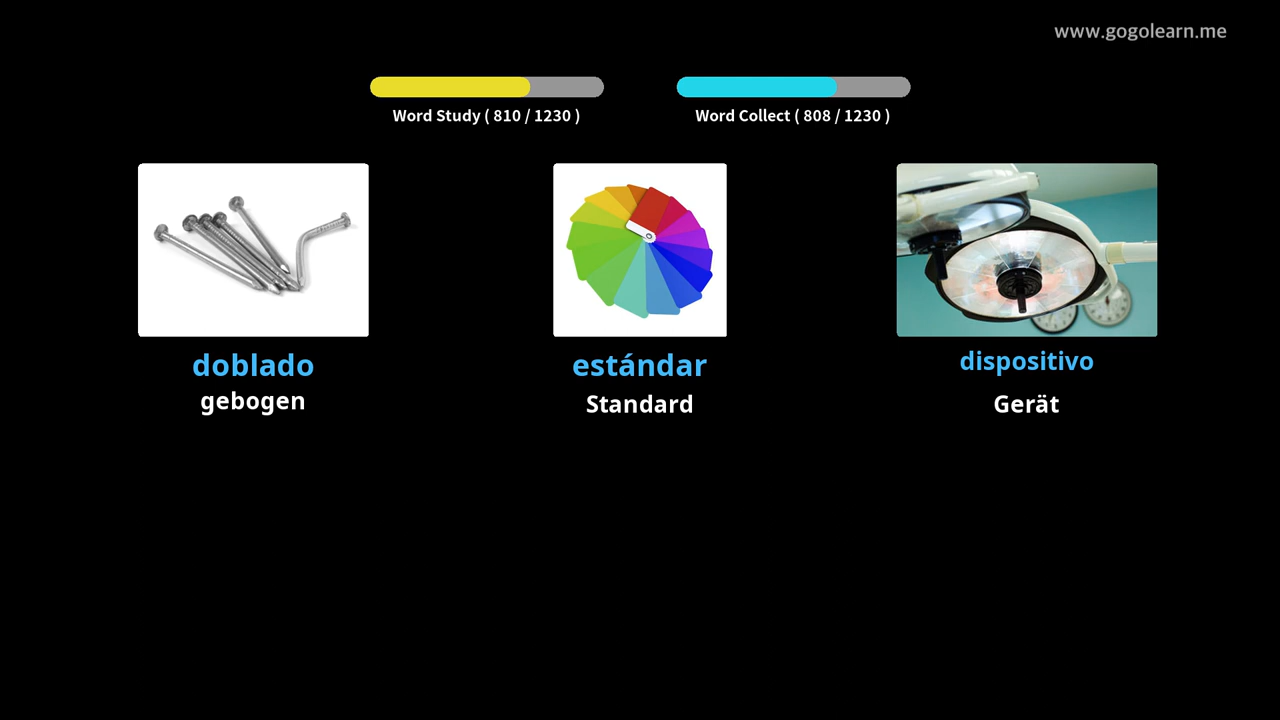 www.gogolearn.me
Word Study ( 810 / 1230 )
Word Collect ( 808 / 1230 )
doblado
gebogen
estándar
Standard
dispositivo
Gerät